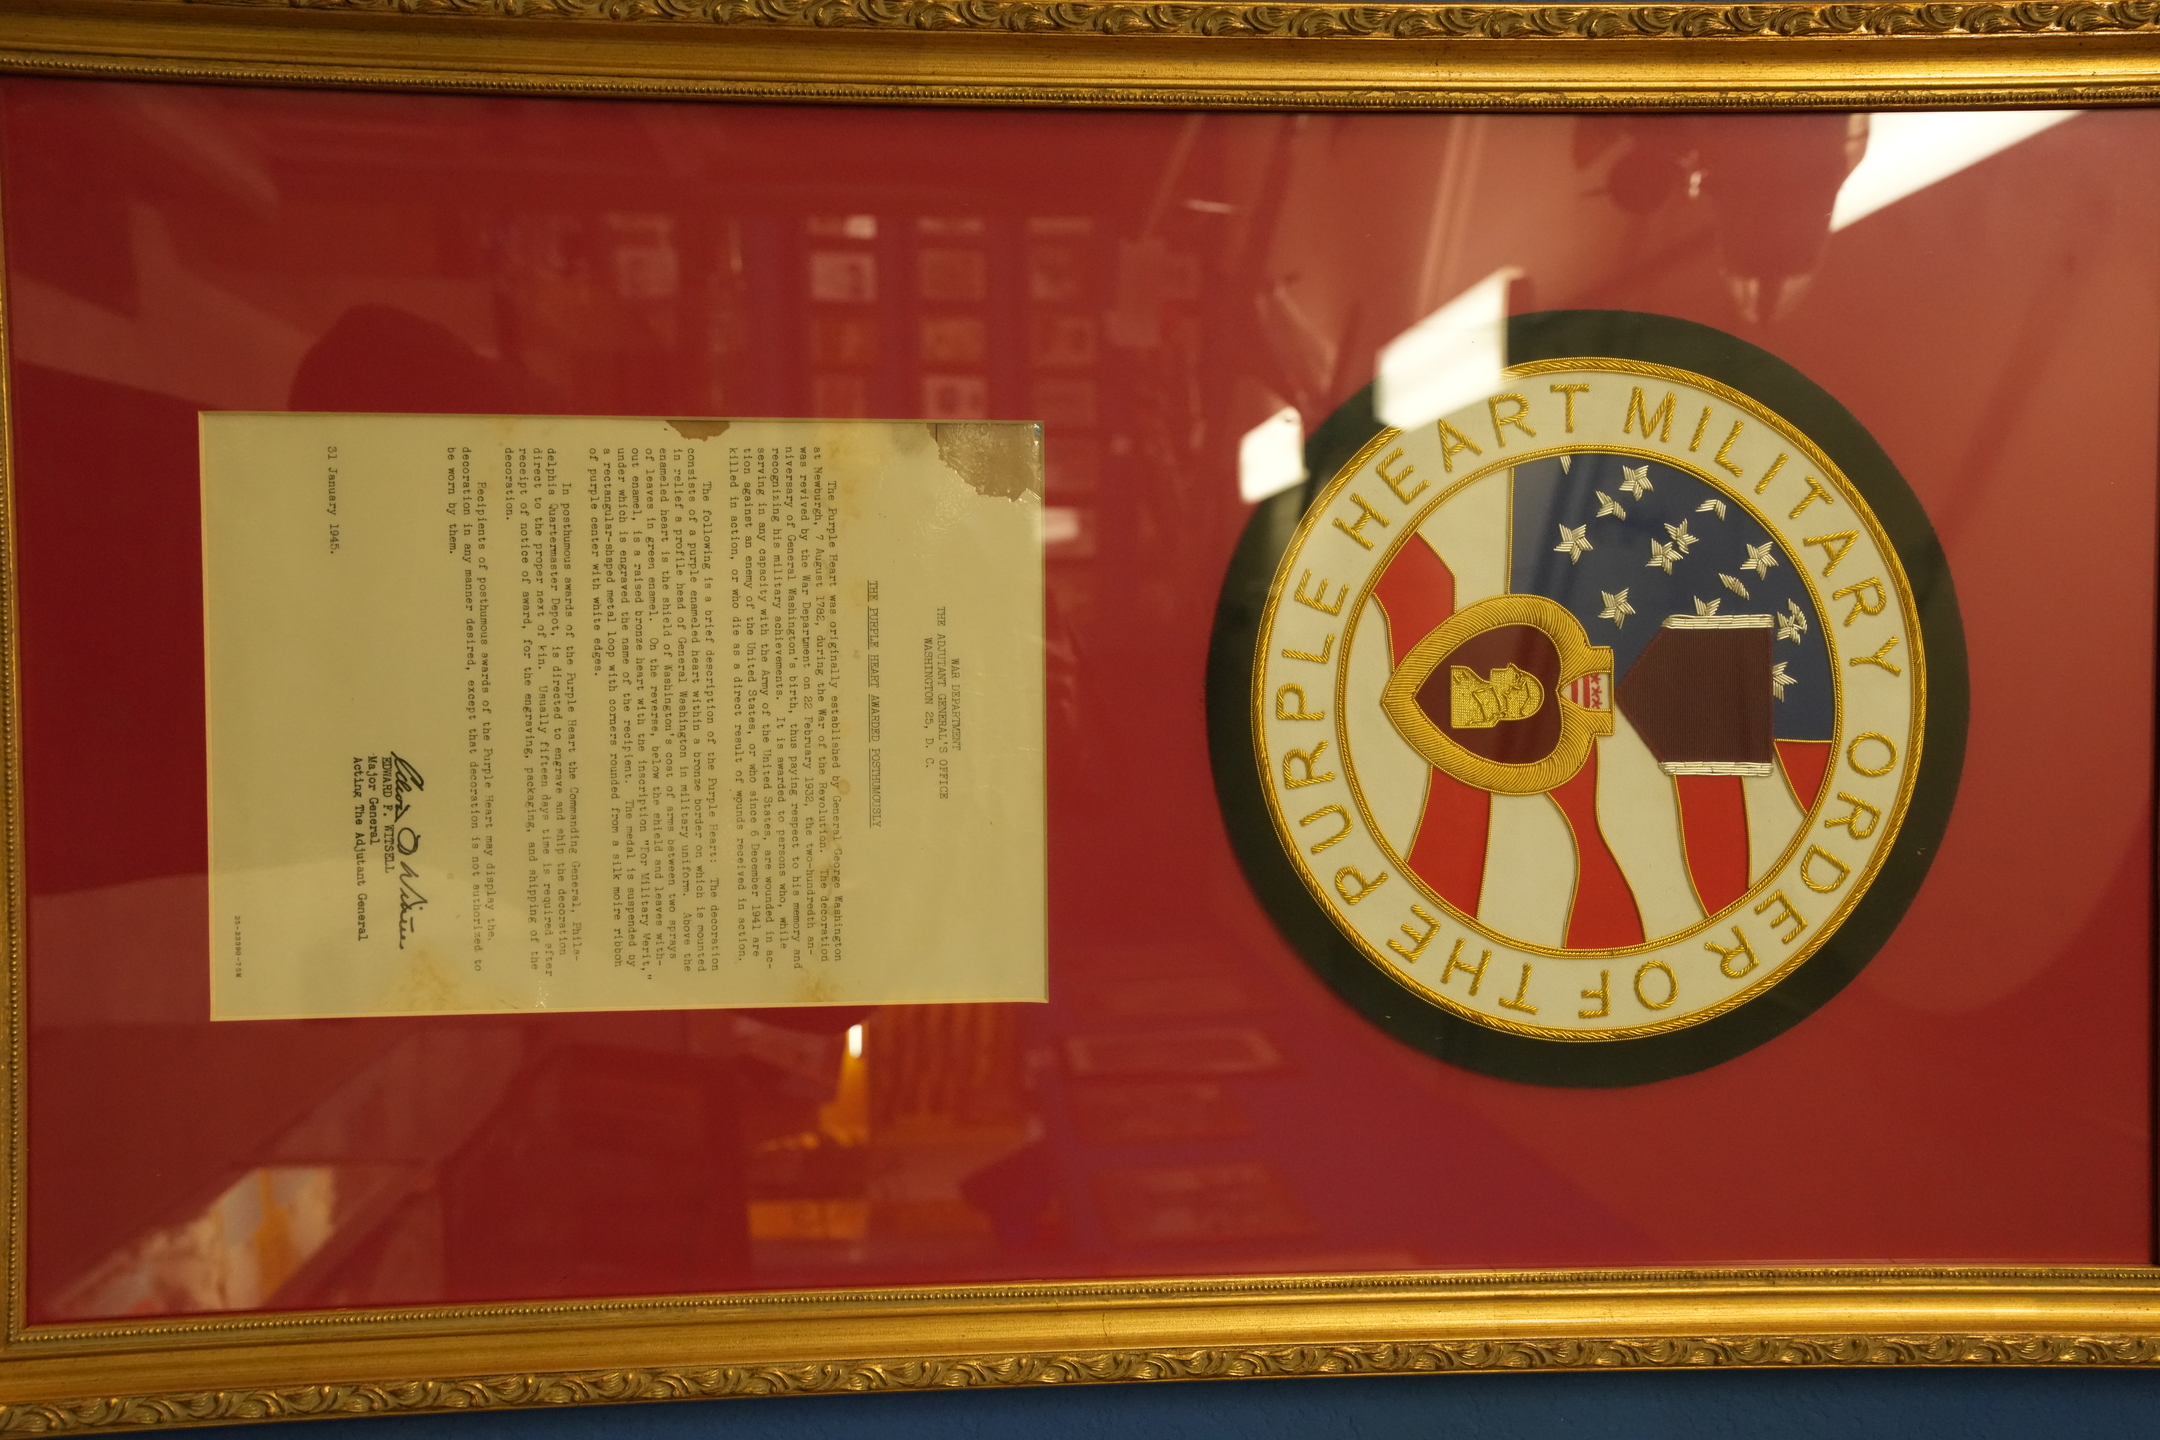 MILITARY ORDER OF THE PURPLE HEART
WAR DEPARTMENT
THE ADJUTANT GENERAL'S OFFICE
WASHINGTON 25, D. C.
THE PURPLE HEART AWARDED POSTHUMOUSLY
The Purple Heart was originally established by General George Washington
at Newburgh, 7 August 1782, during the War of the Revolution. The decoration
was revived by the War Department on 22 February 1932, the two-hundredth an-
niversary of General Washington's birth, thus paying respect to his memory and
recognizing his military achievements. It is awarded to persons who, while
serving in any capacity with the Army of the United States, are wounded in ac-
tion against an enemy of the United States, or who since 6 December 1941 are
killed in action, or who die as a direct result of wounds received in action.
The following is a brief description of the Purple Heart: The decoration
consists of a purple enameled heart within a bronze border on which is mounted
in relief a profile head of General Washington in military uniform. Above the
enameled heart is the shield of Washington's coat of arms between two sprays
of leaves in green enamel. On the reverse, below the shield and leaves with-
out enamel, is a raised bronze heart with the inscription "For Military Merit,"
under which is engraved the name of the recipient. The medal is suspended by
a rectangular-shaped metal loop with corners rounded from a silk moire ribbon
of purple center with white edges.
In posthumous awards of the Purple Heart the Commanding General, Phila-
delphia Quartermaster Depot, is directed to engrave and ship the decoration
direct to the proper next of kin. Usually fifteen days time is required after
receipt of notice of award, for the engraving, packaging, and shipping of the
decoration.
Recipients of posthumous awards of the Purple Heart may display the
decoration in any manner desired, except that decoration is not authorized to
be worn by them.
EDWARD F. WITSELL
Major General
Acting The Adjutant General
31 January 1945.